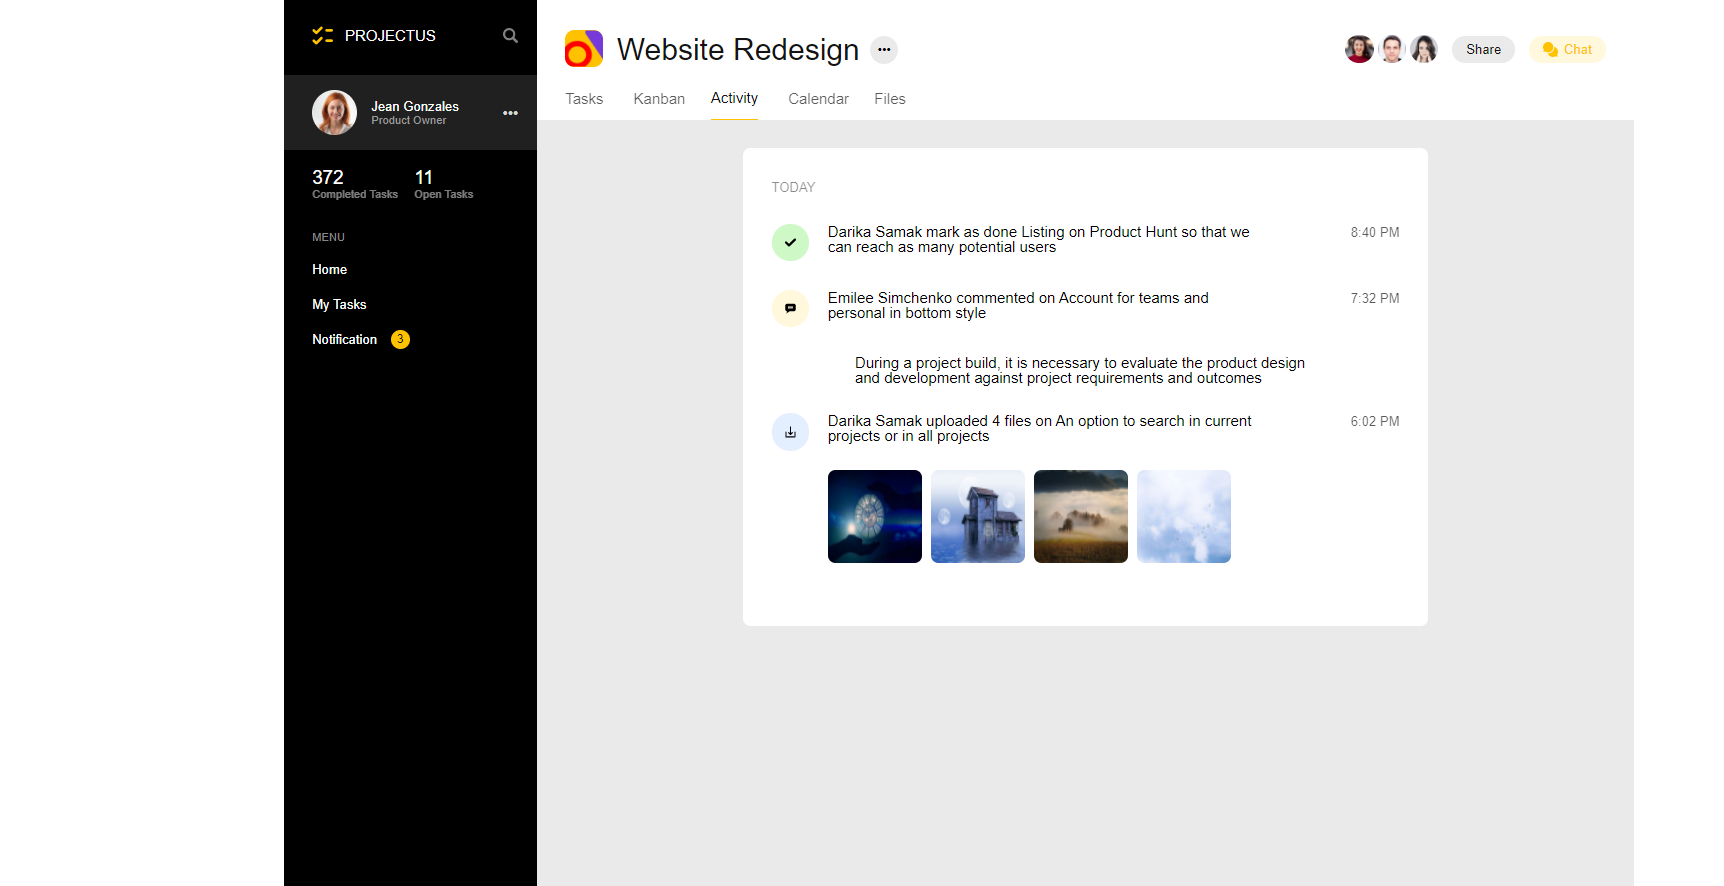 PROJECTUS
Jean Gonzales
Product Owner
372
Completed Tasks
11
Open Tasks
MENU
Home
My Tasks
Notification
3
Website Redesign
Share
Chat
Tasks
Kanban
Activity
Calendar
Files
TODAY
Darika Samak mark as done Listing on Product Hunt so that we
can reach as many potential users
8:40 PM
Emilee Simchenko commented on Account for teams and
personal in bottom style
7:32 PM
During a project build, it is necessary to evaluate the product design
and development against project requirements and outcomes
Darika Samak uploaded 4 files on An option to search in current
projects or in all projects
6:02 PM